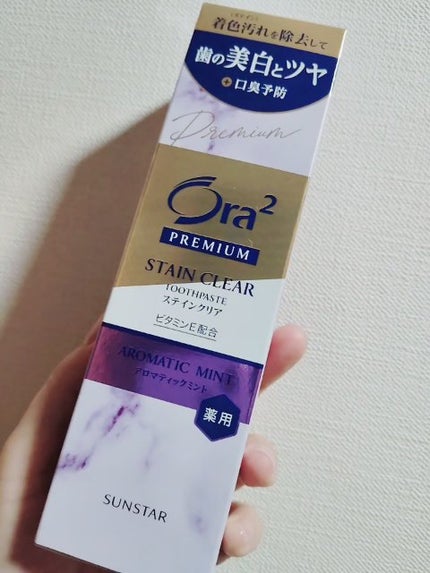 着色汚れを除去して
歯の美白とツヤ
+口臭予防
Premium
Ora²
PREMIUM
STAIN CLEAR
TOOTHPASTE
ステインクリア
ビタミンE配合
AROMATIC MINT
アロマティックミント
薬用
SUNSTAR